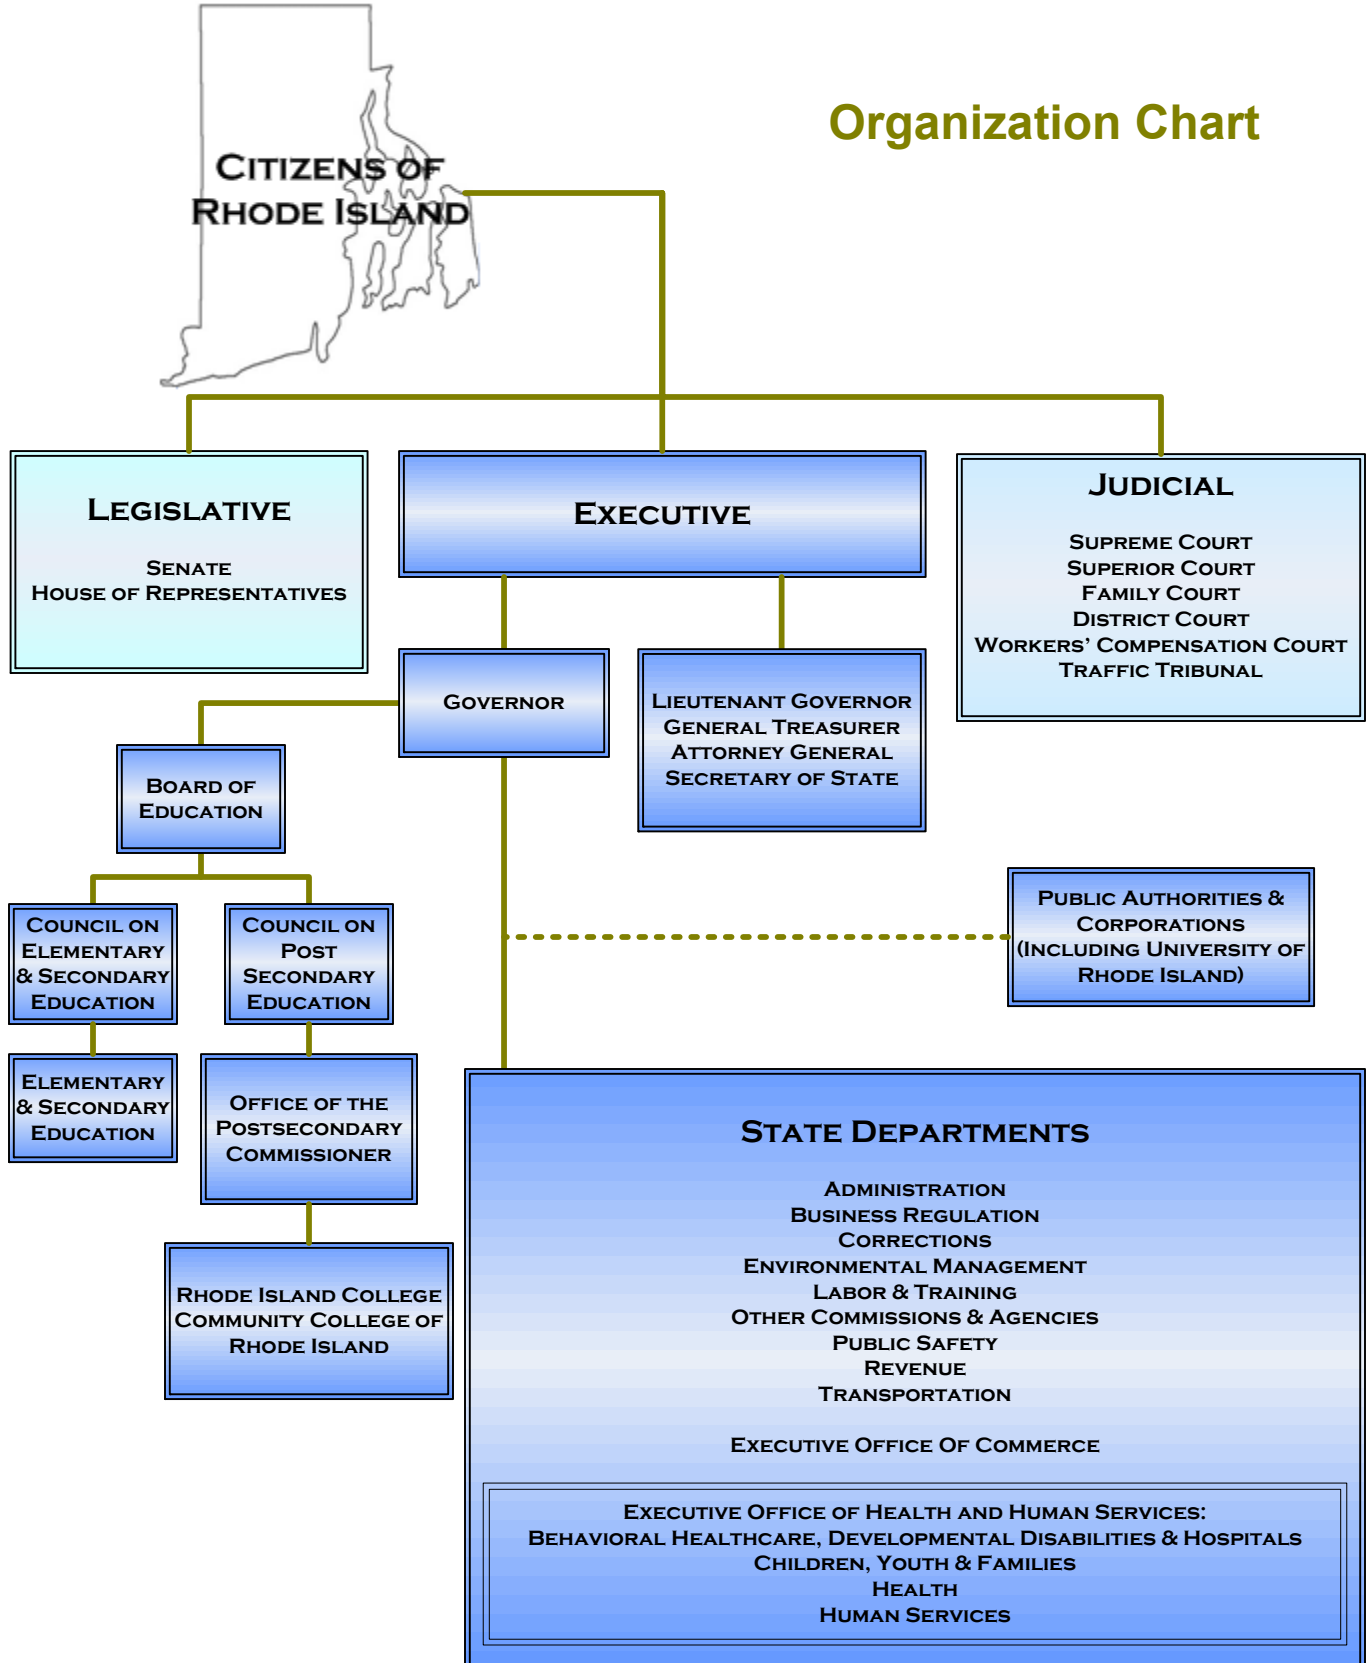 Organization Chart
CITIZENS OF
RHODE ISLAND
LEGISLATIVE
SENATE
HOUSE OF REPRESENTATIVES
EXECUTIVE
JUDICIAL
SUPREME COURT
SUPERIOR COURT
FAMILY COURT
DISTRICT COURT
WORKERS' COMPENSATION COURT
TRAFFIC TRIBUNAL
GOVERNOR
LIEUTENANT GOVERNOR
GENERAL TREASURER
ATTORNEY GENERAL
SECRETARY OF STATE
BOARD OF
EDUCATION
COUNCIL ON
ELEMENTARY
& SECONDARY
EDUCATION
COUNCIL ON
POST
SECONDARY
EDUCATION
PUBLIC AUTHORITIES &
CORPORATIONS
(INCLUDING UNIVERSITY OF
RHODE ISLAND)
ELEMENTARY
& SECONDARY
EDUCATION
OFFICE OF THE
POSTSECONDARY
COMMISSIONER
RHODE ISLAND COLLEGE
COMMUNITY COLLEGE OF
RHODE ISLAND
STATE DEPARTMENTS
ADMINISTRATION
BUSINESS REGULATION
CORRECTIONS
ENVIRONMENTAL MANAGEMENT
LABOR & TRAINING
OTHER COMMISSIONS & AGENCIES
PUBLIC SAFETY
REVENUE
TRANSPORTATION
EXECUTIVE OFFICE OF COMMERCE
EXECUTIVE OFFICE OF HEALTH AND HUMAN SERVICES:
BEHAVIORAL HEALTHCARE, DEVELOPMENTAL DISABILITIES & HOSPITALS
CHILDREN, YOUTH & FAMILIES
HEALTH
HUMAN SERVICES